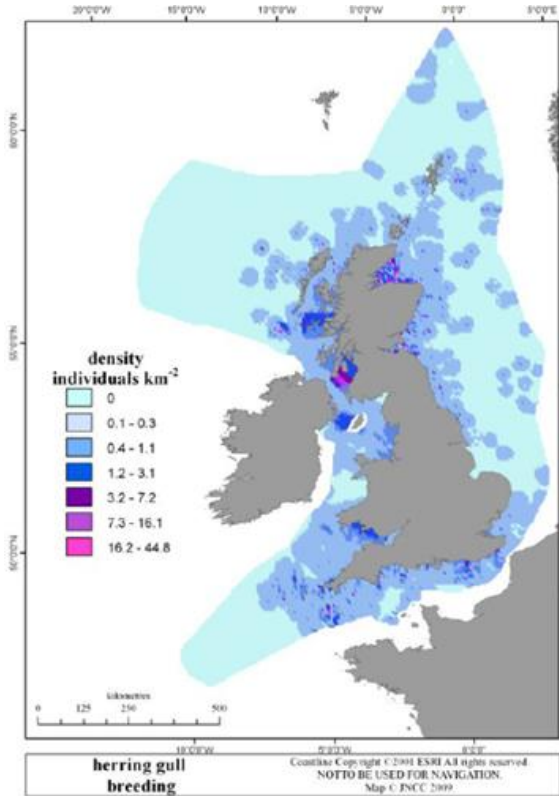 20°0'0"W 15°0'0"W 10°0'0"W 5°0'0"W 0°0'0" 5°0'0"E
60°0'0"N
55°0'0"N
50°0'0"N
density
individuals km-2
0
0.1 - 0.3
0.4 - 1.1
1.2 - 3.1
3.2 - 7.2
7.3 - 16.1
16.2 - 44.8
kilometres
0 125 250 500
10°0'0"W 5°0'0"W 0°0'0"
herring gull
breeding
Coastline Copyright ©2001 ESRI All rights reserved
NOT TO BE USED FOR NAVIGATION.
Map © JNCC 2009